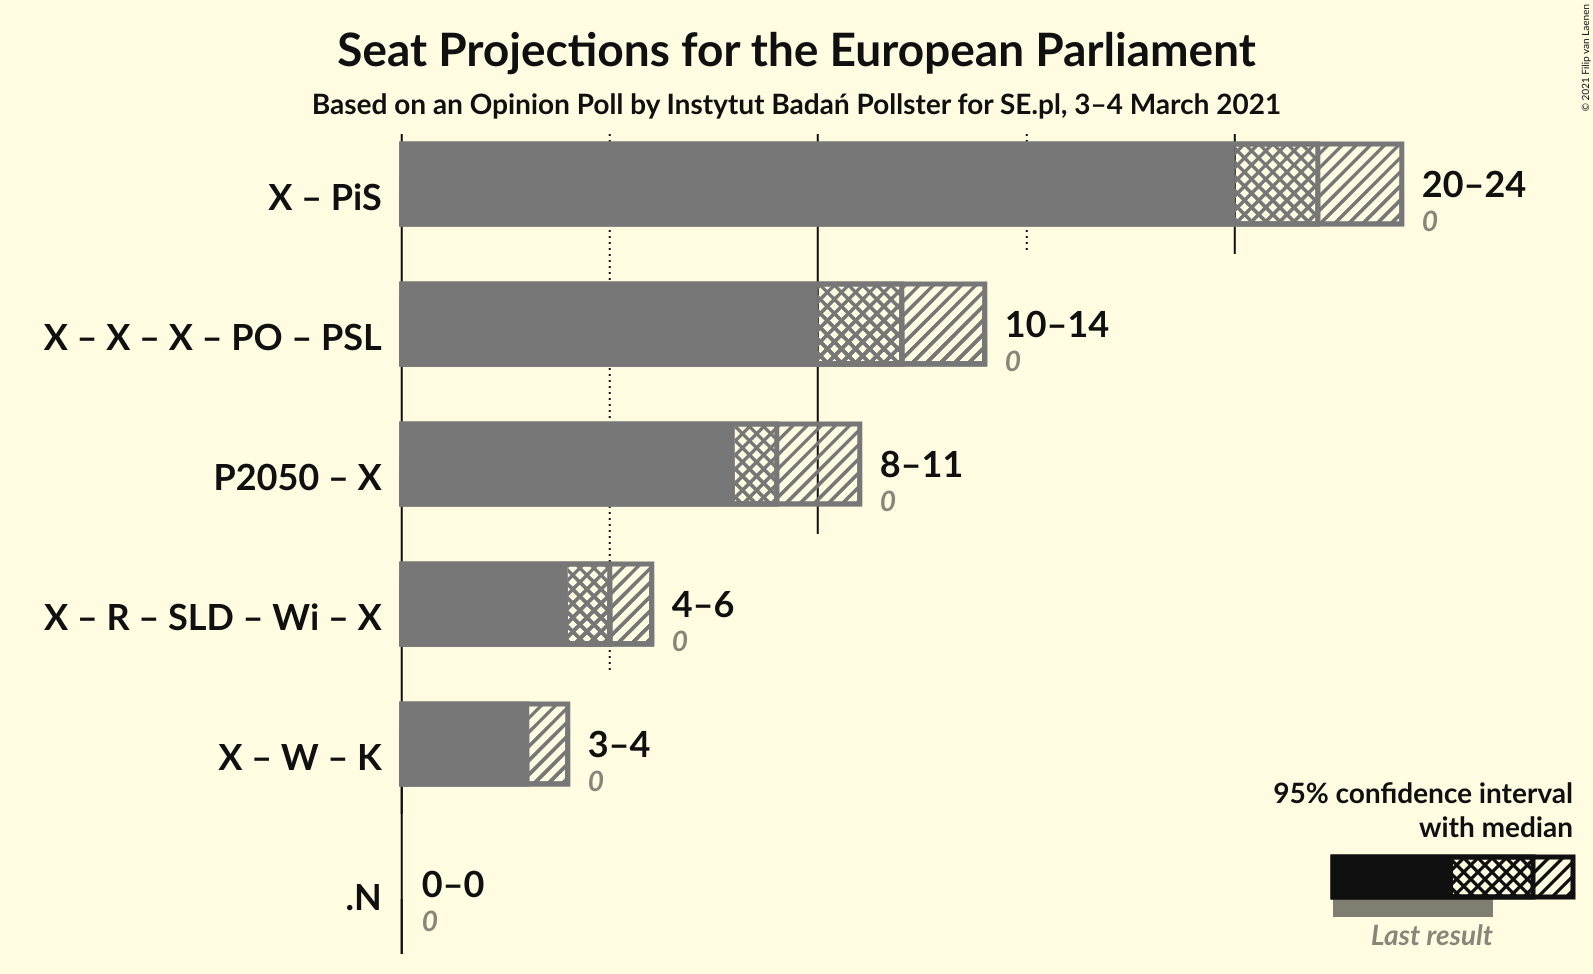 Seat Projections for the European Parliament
Based on an Opinion Poll by Instytut Badań Pollster for SE.pl, 3–4 March 2021
© 2021 Filip van Laenen
X – PiS
20–24
0
X – X – X – PO – PSL
10–14
0
P2050 – X
8–11
0
X – R – SLD – Wi – X
4–6
0
X – W – K
3–4
0
.N
0–0
0
95% confidence interval
with median
Last result